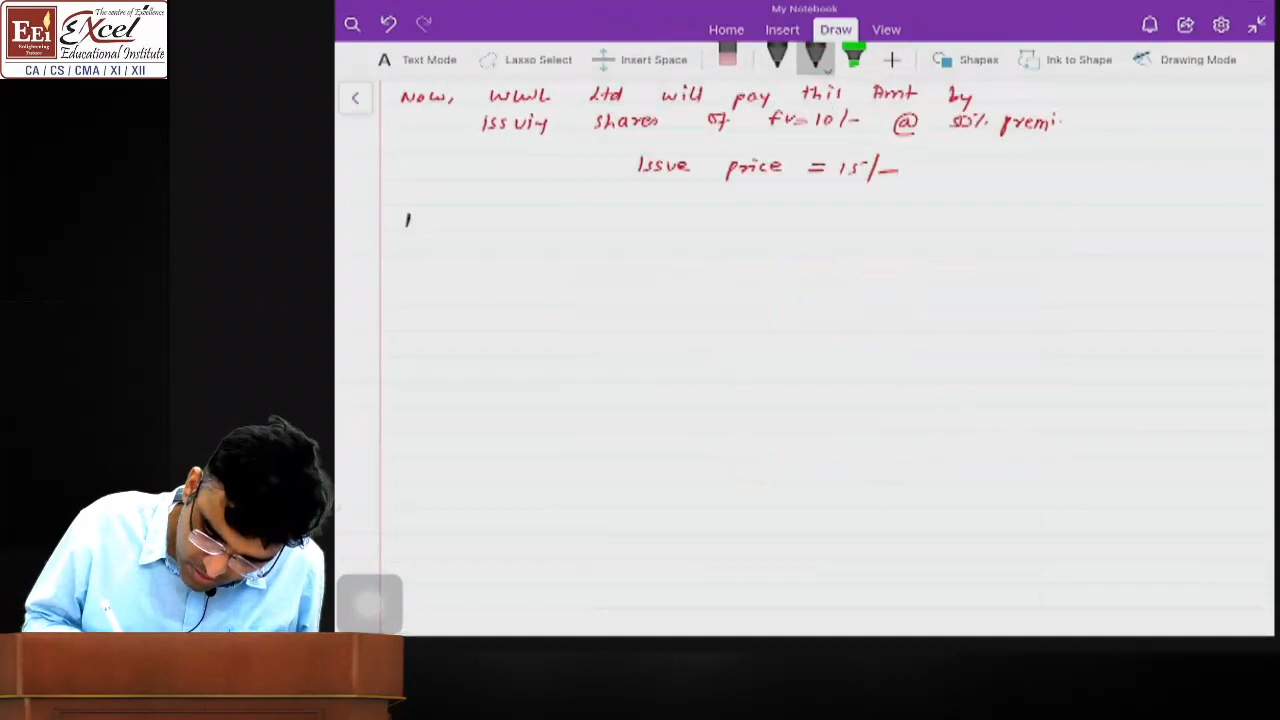 My Notebook
Home Insert Draw View
A Text Mode Lasso Select Insert Space Shapex Ink to Shape Drawing Mode
The centre of Excellence
EEi
Enlightening
EXcel
Educational Institute
CA / CS / CMA / XI / XII
Now, WWL Ltd will pay this Amt by
issuing shares of fv=10/- @ 50% premi
Issue price = 15/-